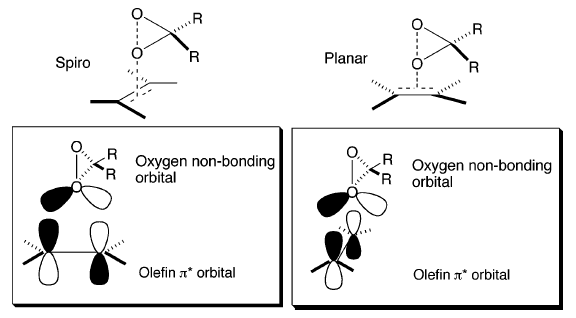 O
R
O
R
Spiro
O
R
O
R
Planar
O
R
R
O
Oxygen non-bonding
orbital
Olefin π* orbital
O
R
R
O
Oxygen non-bonding
orbital
Olefin π* orbital